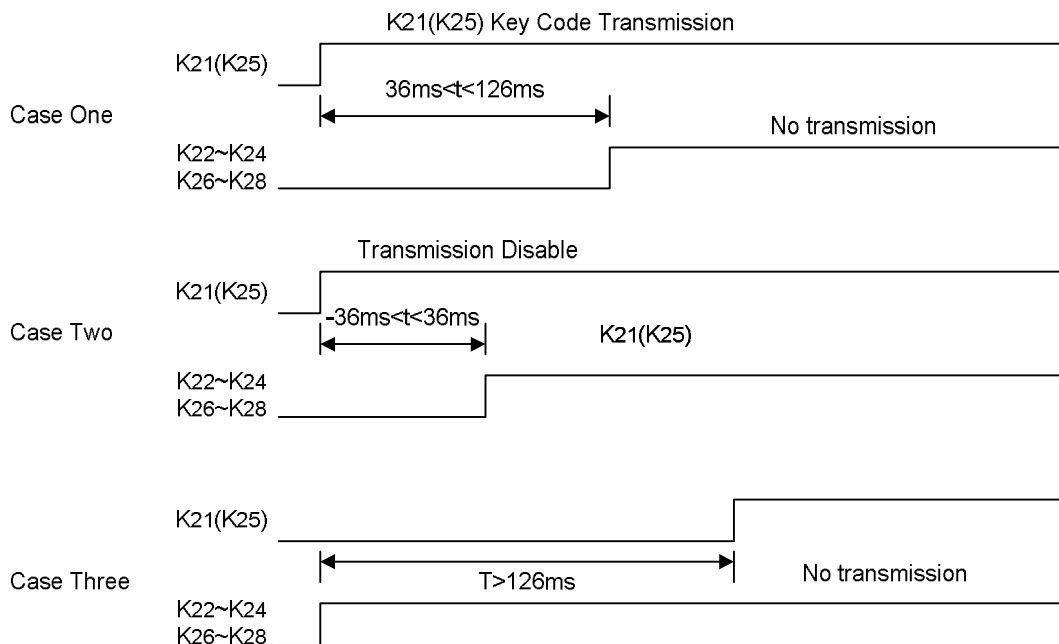 K21(K25) Key Code Transmission
K21(K25)
36ms<t<126ms
Case One
No transmission
K22~K24
K26~K28
Transmission Disable
K21(K25)
-36ms<t<36ms
Case Two
K21(K25)
K22~K24
K26~K28
K21(K25)
Case Three
T>126ms
No transmission
K22~K24
K26~K28